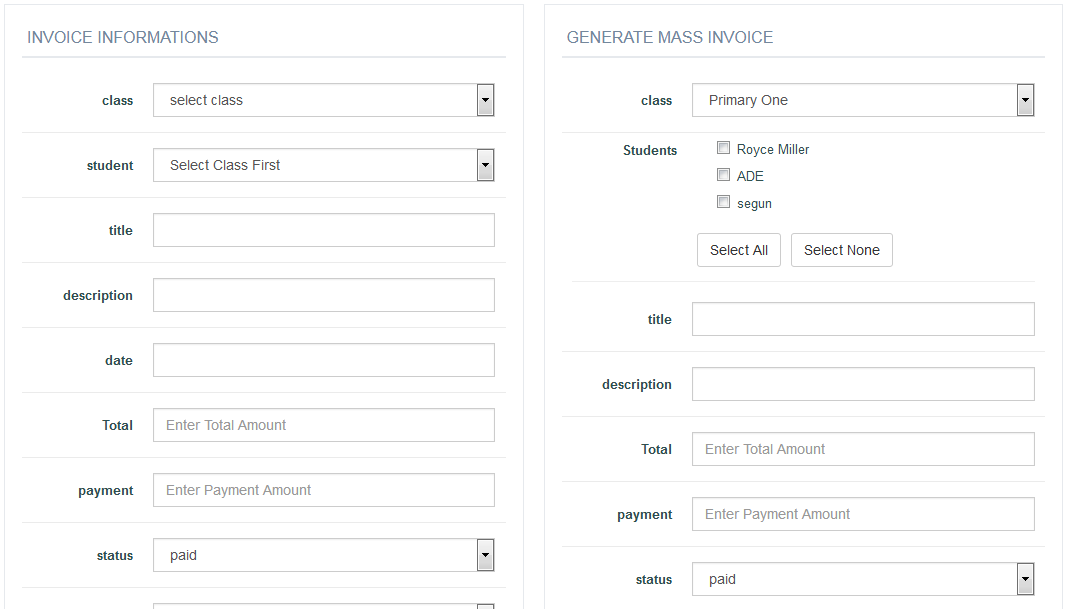 INVOICE INFORMATIONS
class select class
student Select Class First
title
description
date
Total Enter Total Amount
payment Enter Payment Amount
status paid
GENERATE MASS INVOICE
class Primary One
Students Royce Miller
ADE
segun
Select All Select None
title
description
Total Enter Total Amount
payment Enter Payment Amount
status paid